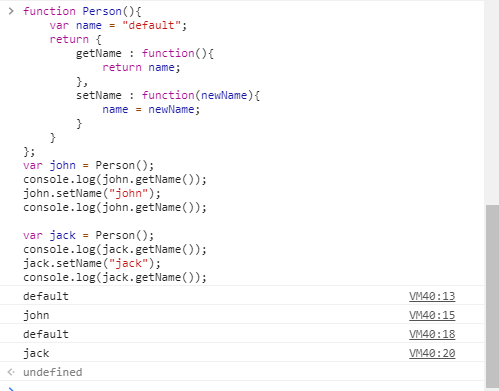 function Person(){
    var name = "default";
    return {
        getName : function(){
            return name;
        },
        setName : function(newName){
            name = newName;
        }
    }
};
var john = Person();
console.log(john.getName());
john.setName("john");
console.log(john.getName());

var jack = Person();
console.log(jack.getName());
jack.setName("jack");
console.log(jack.getName());
default VM40:13
john VM40:15
default VM40:18
jack VM40:20
undefined